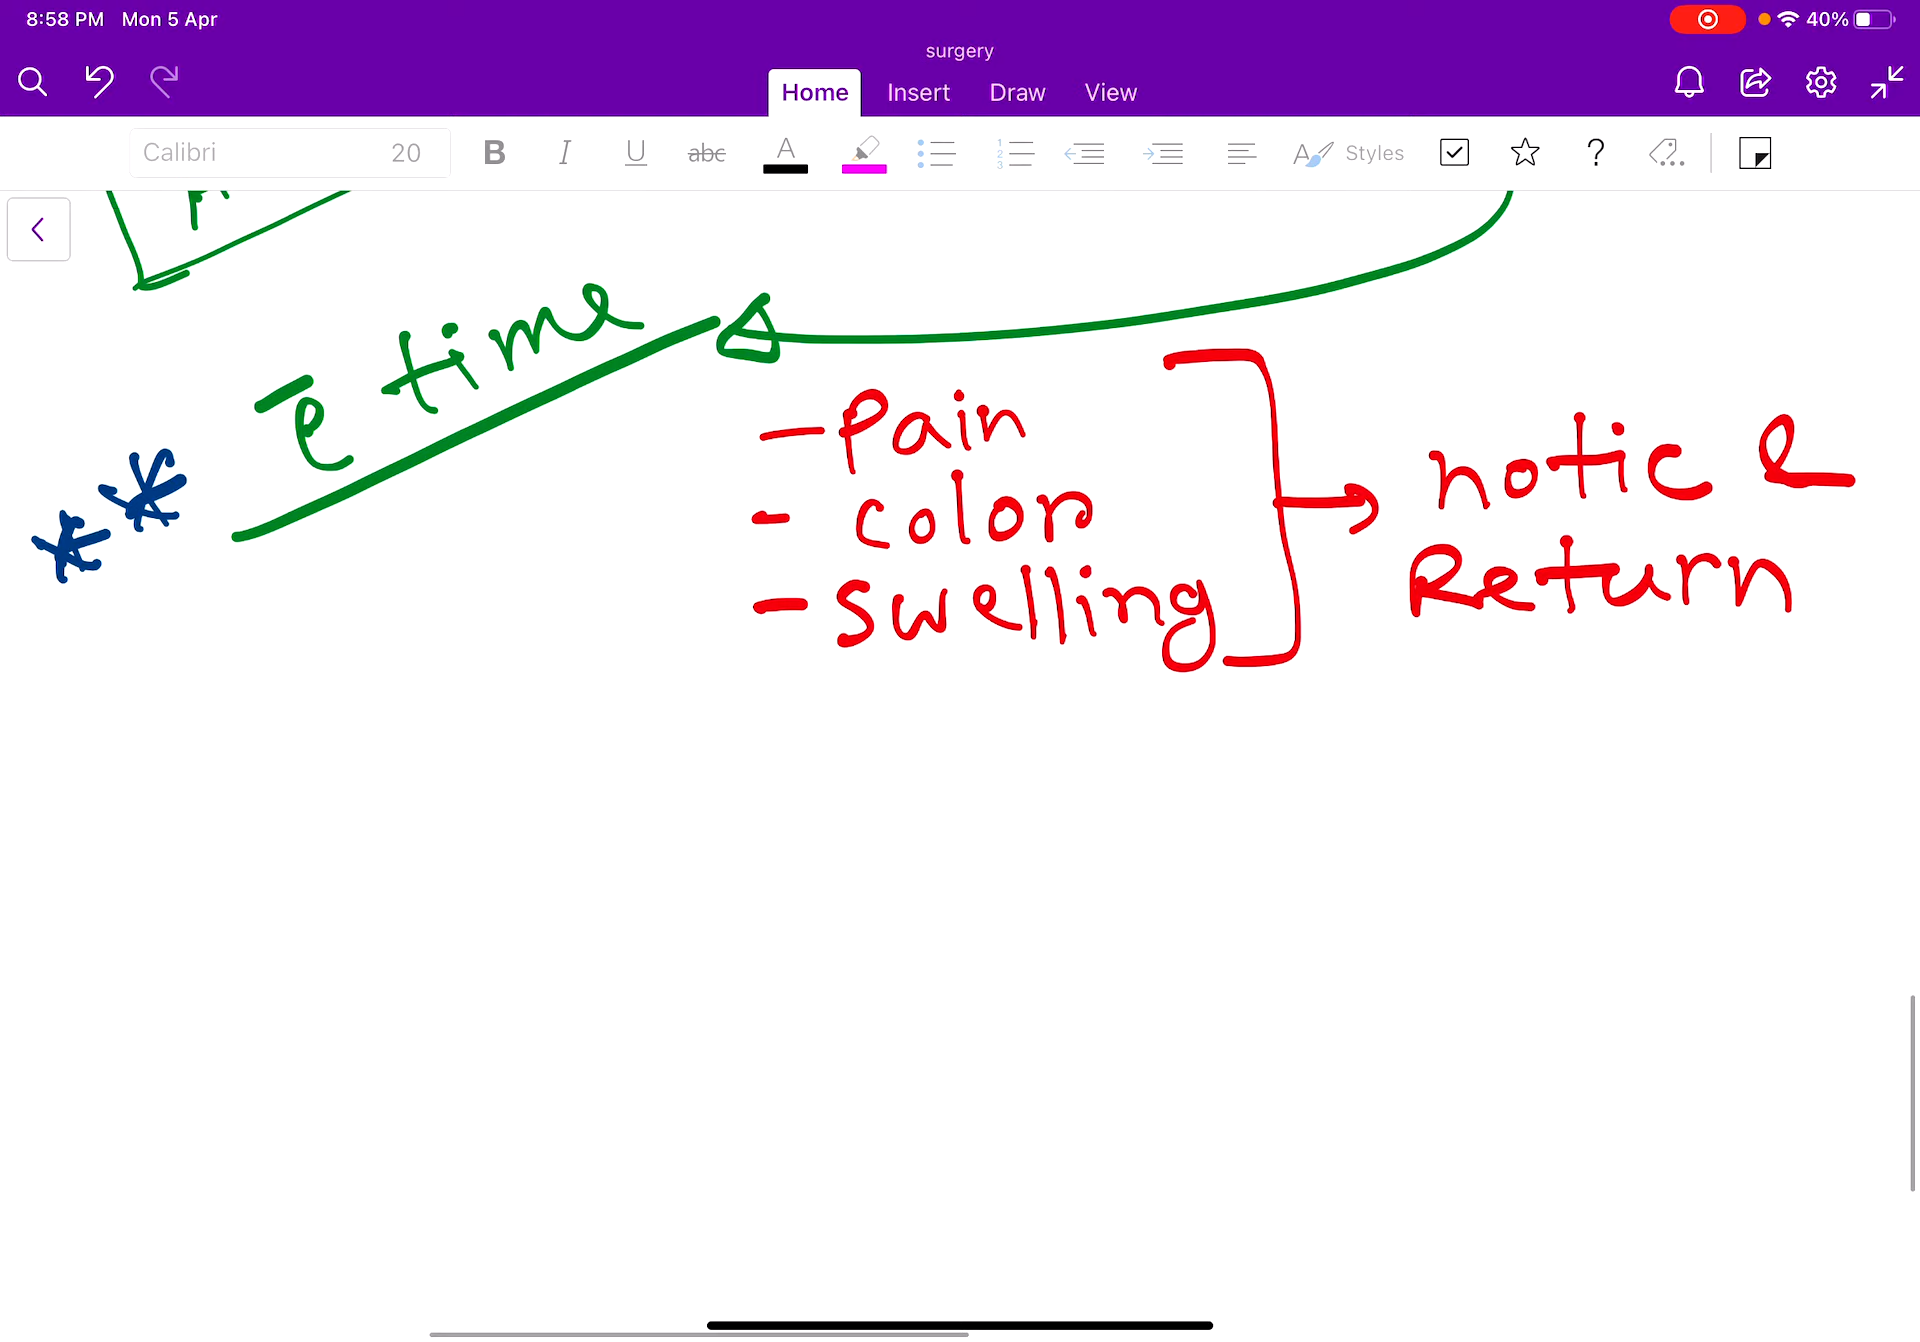 8:58 PM Mon 5 Apr
40%
surgery
Home Insert Draw View
Calibri 20 B I U abc A Styles ?
c̄ time
- Pain
- color
- swelling
notic &
Return